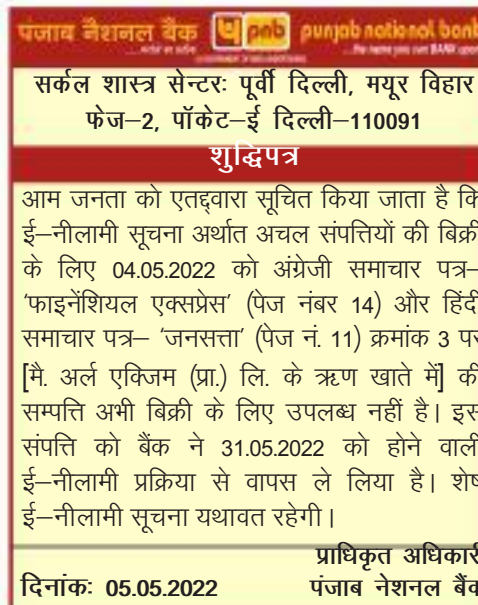 पंजाब नैशनल बैंक pnb punjab national bank
सर्कल शास्त्र सेन्टरः पूर्वी दिल्ली, मयूर विहार
फेज–2, पॉकेट–ई दिल्ली–110091
शुद्धिपत्र
आम जनता को एतद्द्वारा सूचित किया जाता है कि
ई–नीलामी सूचना अर्थात अचल संपत्तियों की बिक्री
के लिए 04.05.2022 को अंग्रेजी समाचार पत्र–
‘फाइनेंशियल एक्सप्रेस’ (पेज नंबर 14) और हिंदी
समाचार पत्र– ‘जनसत्ता’ (पेज नं. 11) क्रमांक 3 पर
[मै. अर्ल एक्जिम (प्रा.) लि. के ऋण खाते में] की
सम्पत्ति अभी बिक्री के लिए उपलब्ध नहीं है। इस
संपत्ति को बैंक ने 31.05.2022 को होने वाली
ई–नीलामी प्रक्रिया से वापस ले लिया है। शेष
ई–नीलामी सूचना यथावत रहेगी।
प्राधिकृत अधिकारी
दिनांकः 05.05.2022 पंजाब नेशनल बैंक